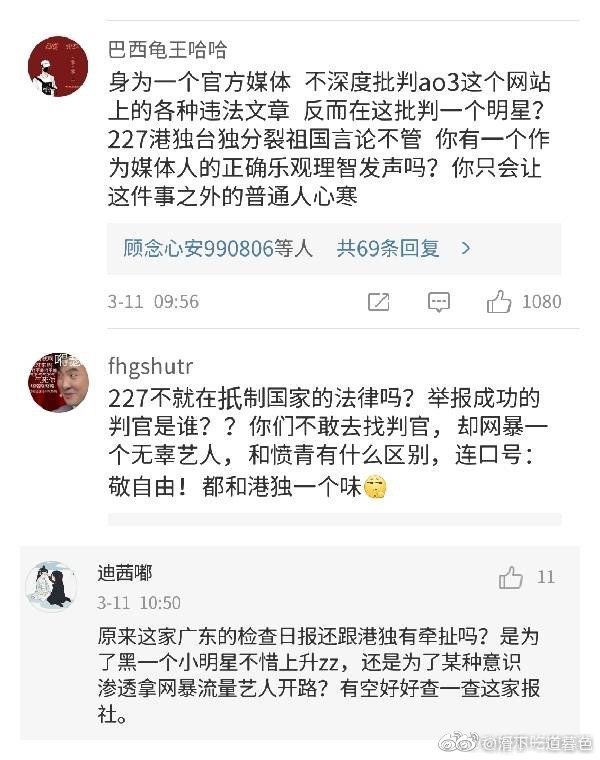 巴西龟王哈哈
身为一个官方媒体 不深度批判ao3这个网站
上的各种违法文章 反而在这批判一个明星？
227港独台独分裂祖国言论不管 你有一个作
为媒体人的正确乐观理智发声吗？你只会让
这件事之外的普通人心寒
顾念心安990806等人 共69条回复 >
3-11 09:56
1080
fhgshutr
227不就在抵制国家的法律吗？举报成功的
判官是谁？？你们不敢去找判官，却网暴一
个无辜艺人，和愤青有什么区别，连口号：
敬自由！都和港独一个味
迪茜嘟
11
3-11 10:50
原来这家广东的检查日报还跟港独有牵扯吗？是为
了黑一个小明星不惜上升zz，还是为了某种意识
渗透拿网暴流量艺人开路？有空好好查一查这家报
社。